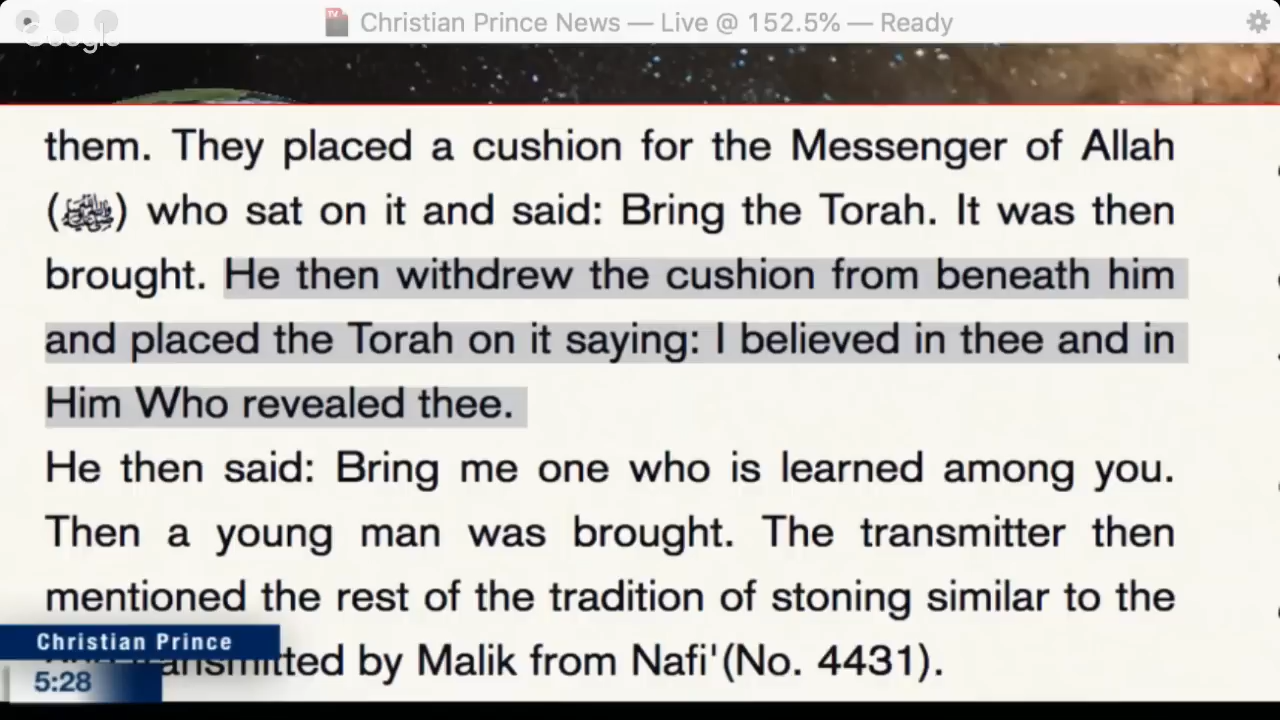 Christian Prince News — Live @ 152.5% — Ready
Google
them. They placed a cushion for the Messenger of Allah
(ﷺ) who sat on it and said: Bring the Torah. It was then
brought. He then withdrew the cushion from beneath him
and placed the Torah on it saying: I believed in thee and in
Him Who revealed thee.
He then said: Bring me one who is learned among you.
Then a young man was brought. The transmitter then
mentioned the rest of the tradition of stoning similar to the
Christian Prince
transmitted by Malik from Nafi'(No. 4431).
5:28